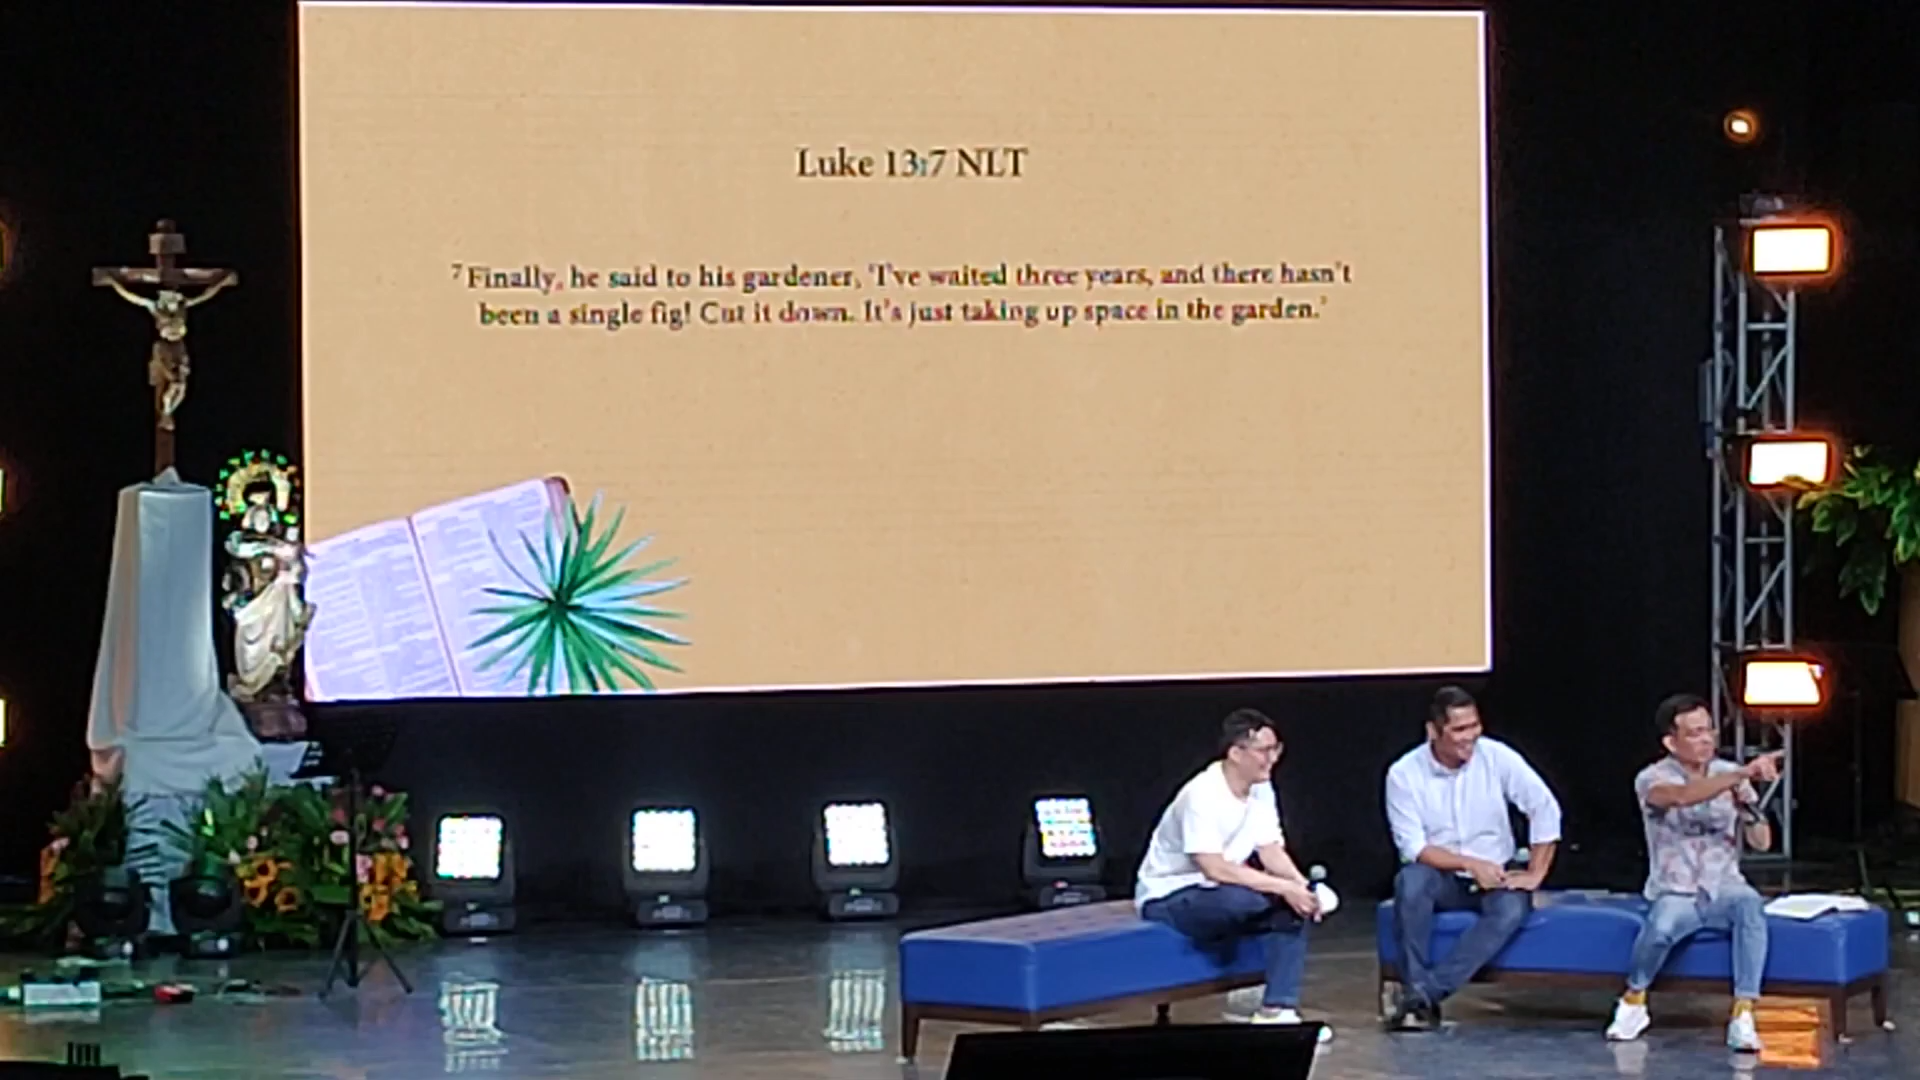 Luke 13:7 NLT
7 Finally, he said to his gardener, 'I've waited three years, and there hasn't
been a single fig! Cut it down. It's just taking up space in the garden.'